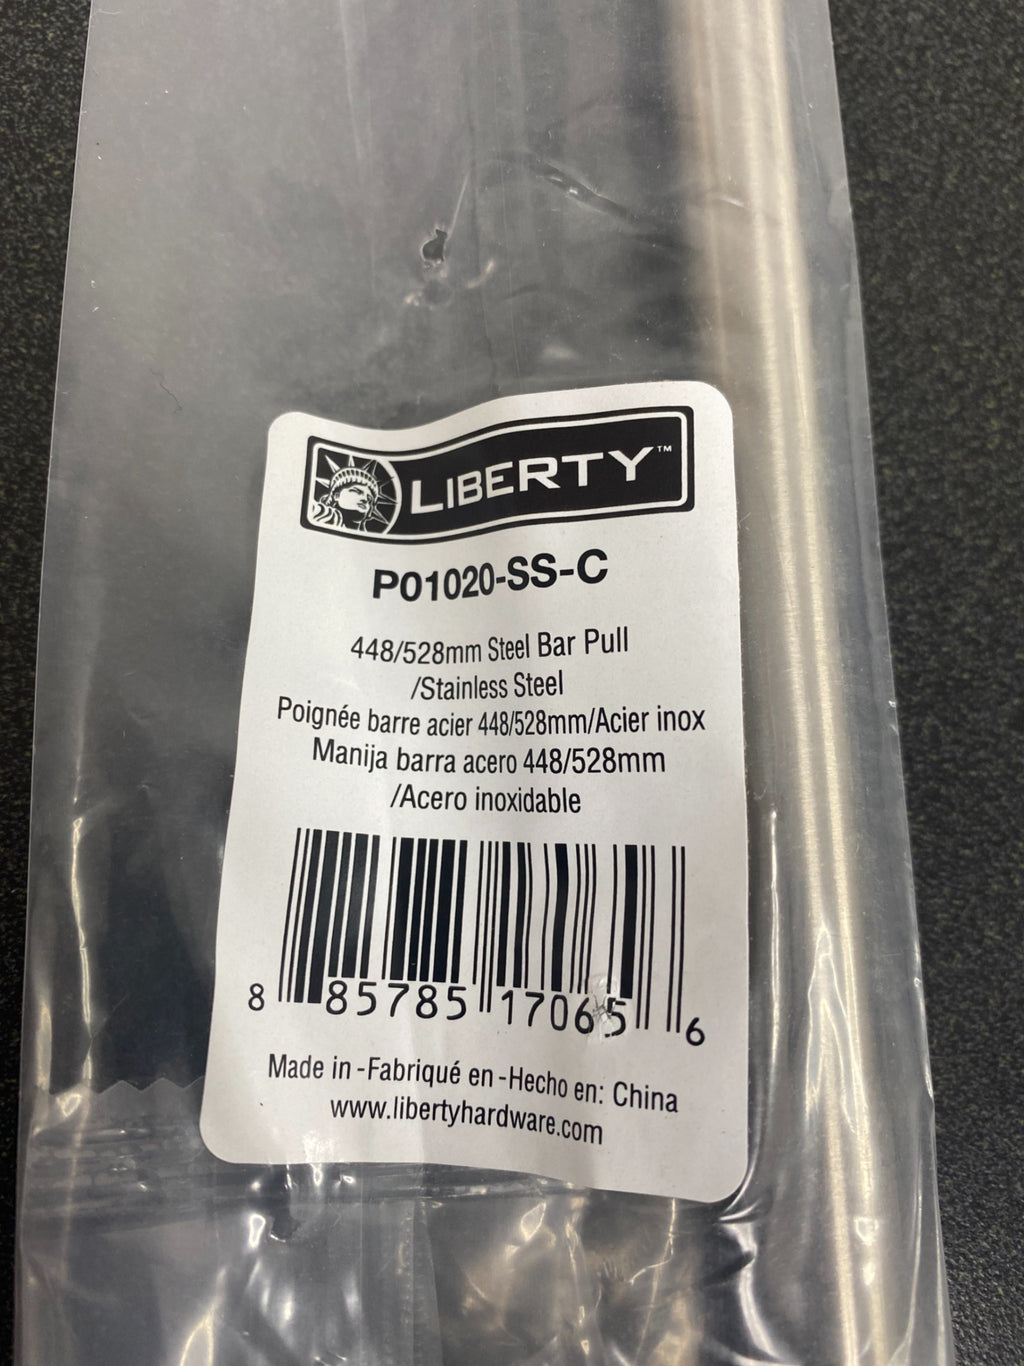 LIBERTY™
P01020-SS-C
448/528mm Steel Bar Pull
/Stainless Steel
Poignée barre acier 448/528mm/Acier inox
Manija barra acero 448/528mm
/Acero inoxidable
8 85785 17065 6
Made in -Fabriqué en -Hecho en: China
www.libertyhardware.com